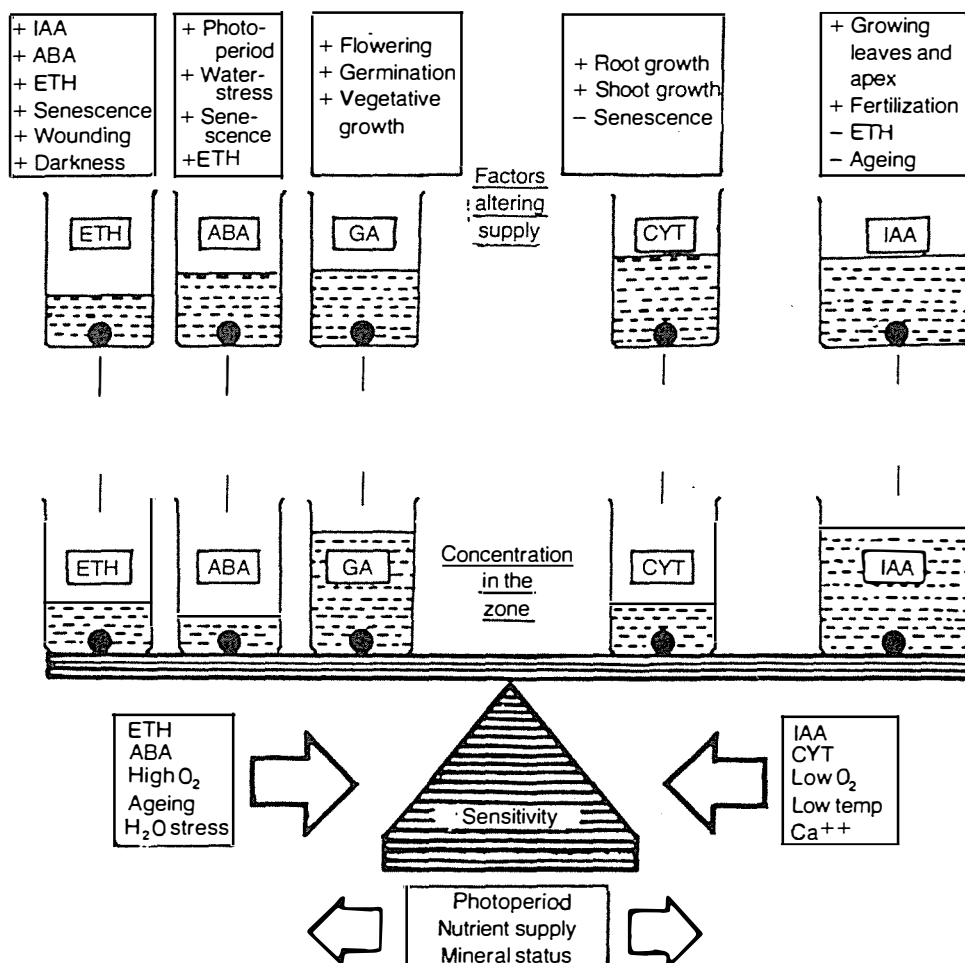 + IAA
+ ABA
+ ETH
+ Senescence
+ Wounding
+ Darkness
+ Photo-
period
+ Water-
stress
+ Sene-
scence
+ETH
+ Flowering
+ Germination
+ Vegetative
growth
+ Root growth
+ Shoot growth
− Senescence
+ Growing
leaves and
apex
+ Fertilization
− ETH
− Ageing
Factors
altering
supply
ETH
ABA
GA
CYT
IAA
ETH
ABA
GA
Concentration
in the
zone
CYT
IAA
ETH
ABA
High O₂
Ageing
H₂O stress
Sensitivity
IAA
CYT
Low O₂
Low temp
Ca⁺⁺
Photoperiod
Nutrient supply
Mineral status